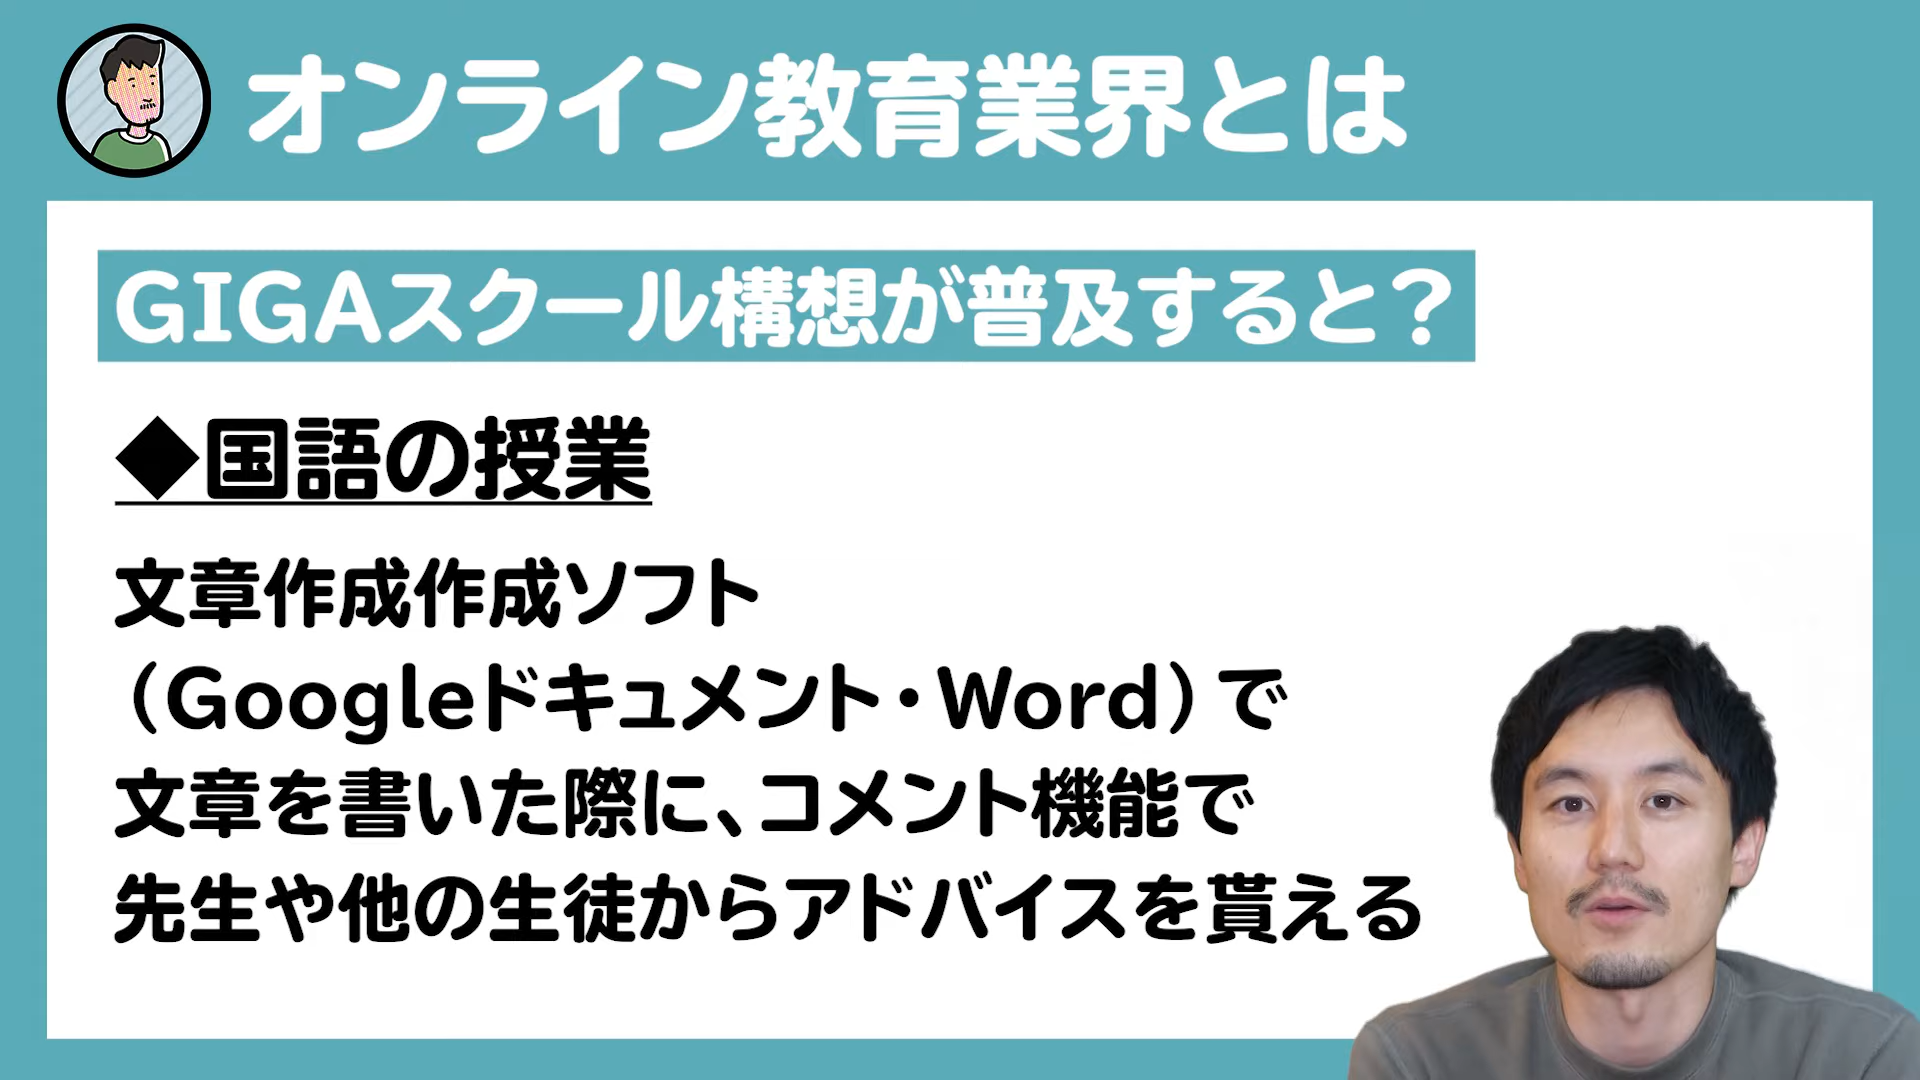 オンライン教育業界とは
GIGAスクール構想が普及すると？
◆国語の授業
文章作成作成ソフト
（Googleドキュメント・Word）で
文章を書いた際に、コメント機能で
先生や他の生徒からアドバイスを貰える